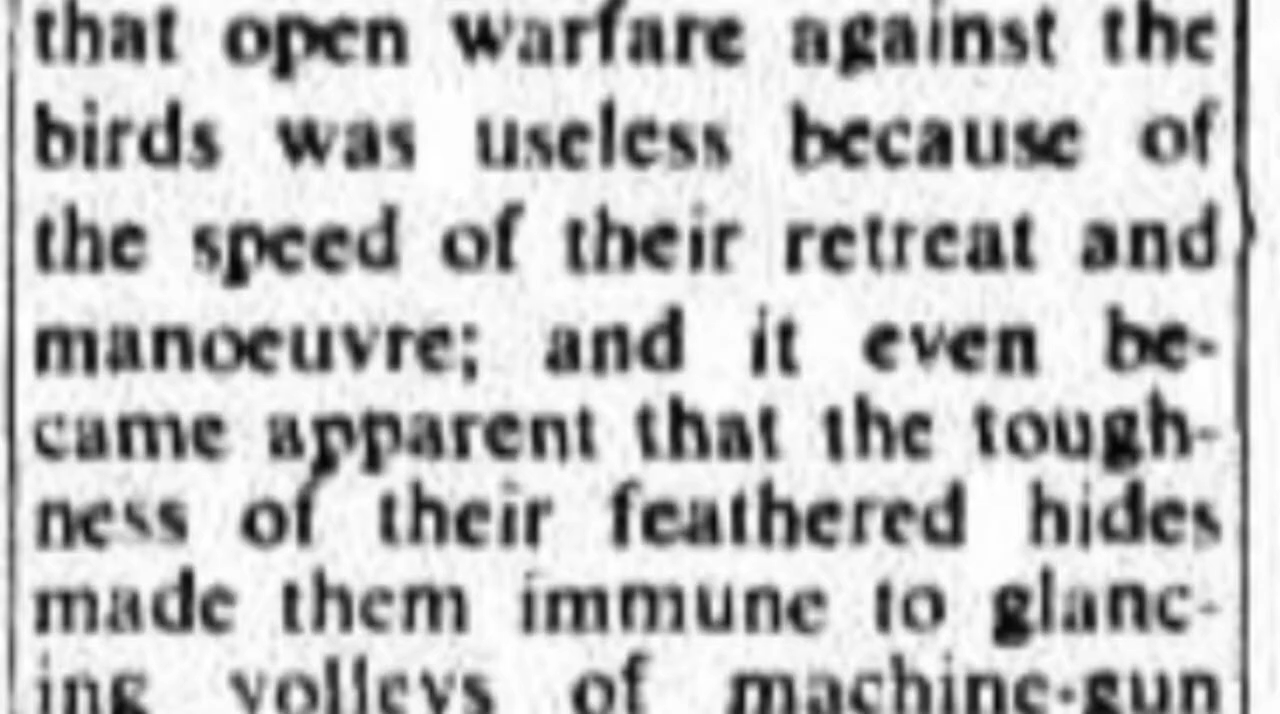 that open warfare against the
birds was useless because of
the speed of their retreat and
manoeuvre; and it even be-
came apparent that the tough-
ness of their feathered hides
made them immune to glanc-
ing volleys of machine-gun